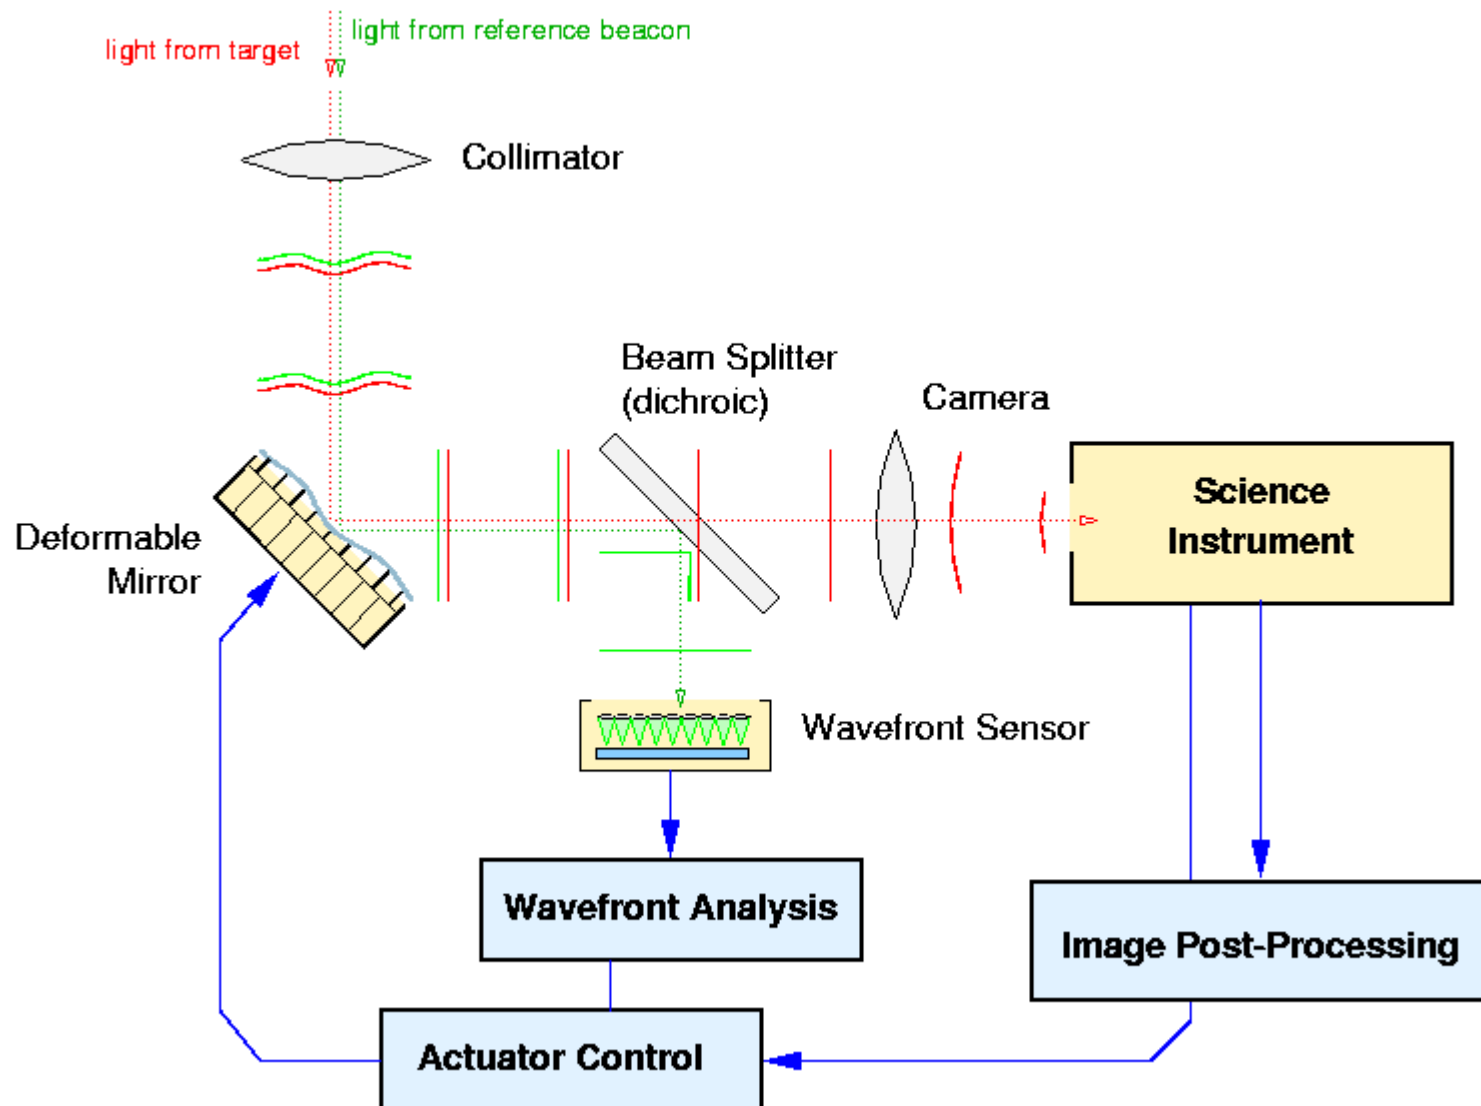 light from reference beacon
light from target
Collimator
Beam Splitter
(dichroic)
Camera
Science
Instrument
Deformable
Mirror
Wavefront Sensor
Wavefront Analysis
Image Post-Processing
Actuator Control